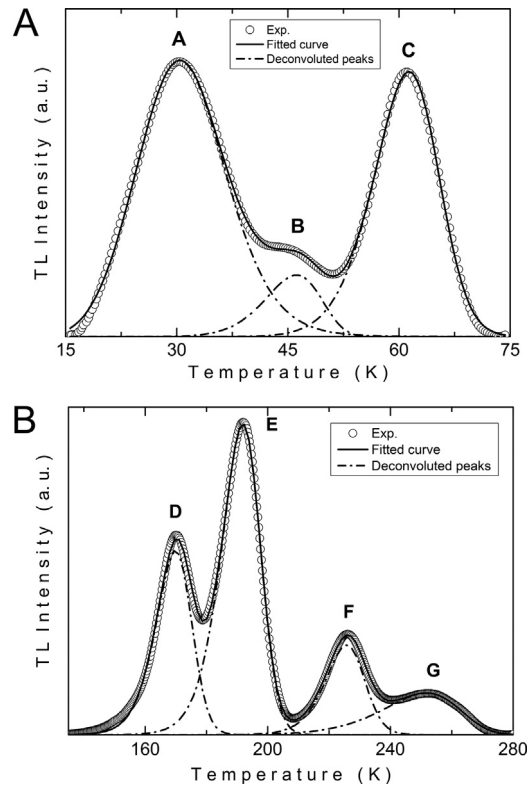 A
A
B
C
Exp.
Fitted curve
Deconvoluted peaks
TL Intensity (a.u.)
15 30 45 60 75
Temperature (K)
B
D
E
F
G
Exp.
Fitted curve
Deconvoluted peaks
TL Intensity (a.u.)
160 200 240 280
Temperature (K)